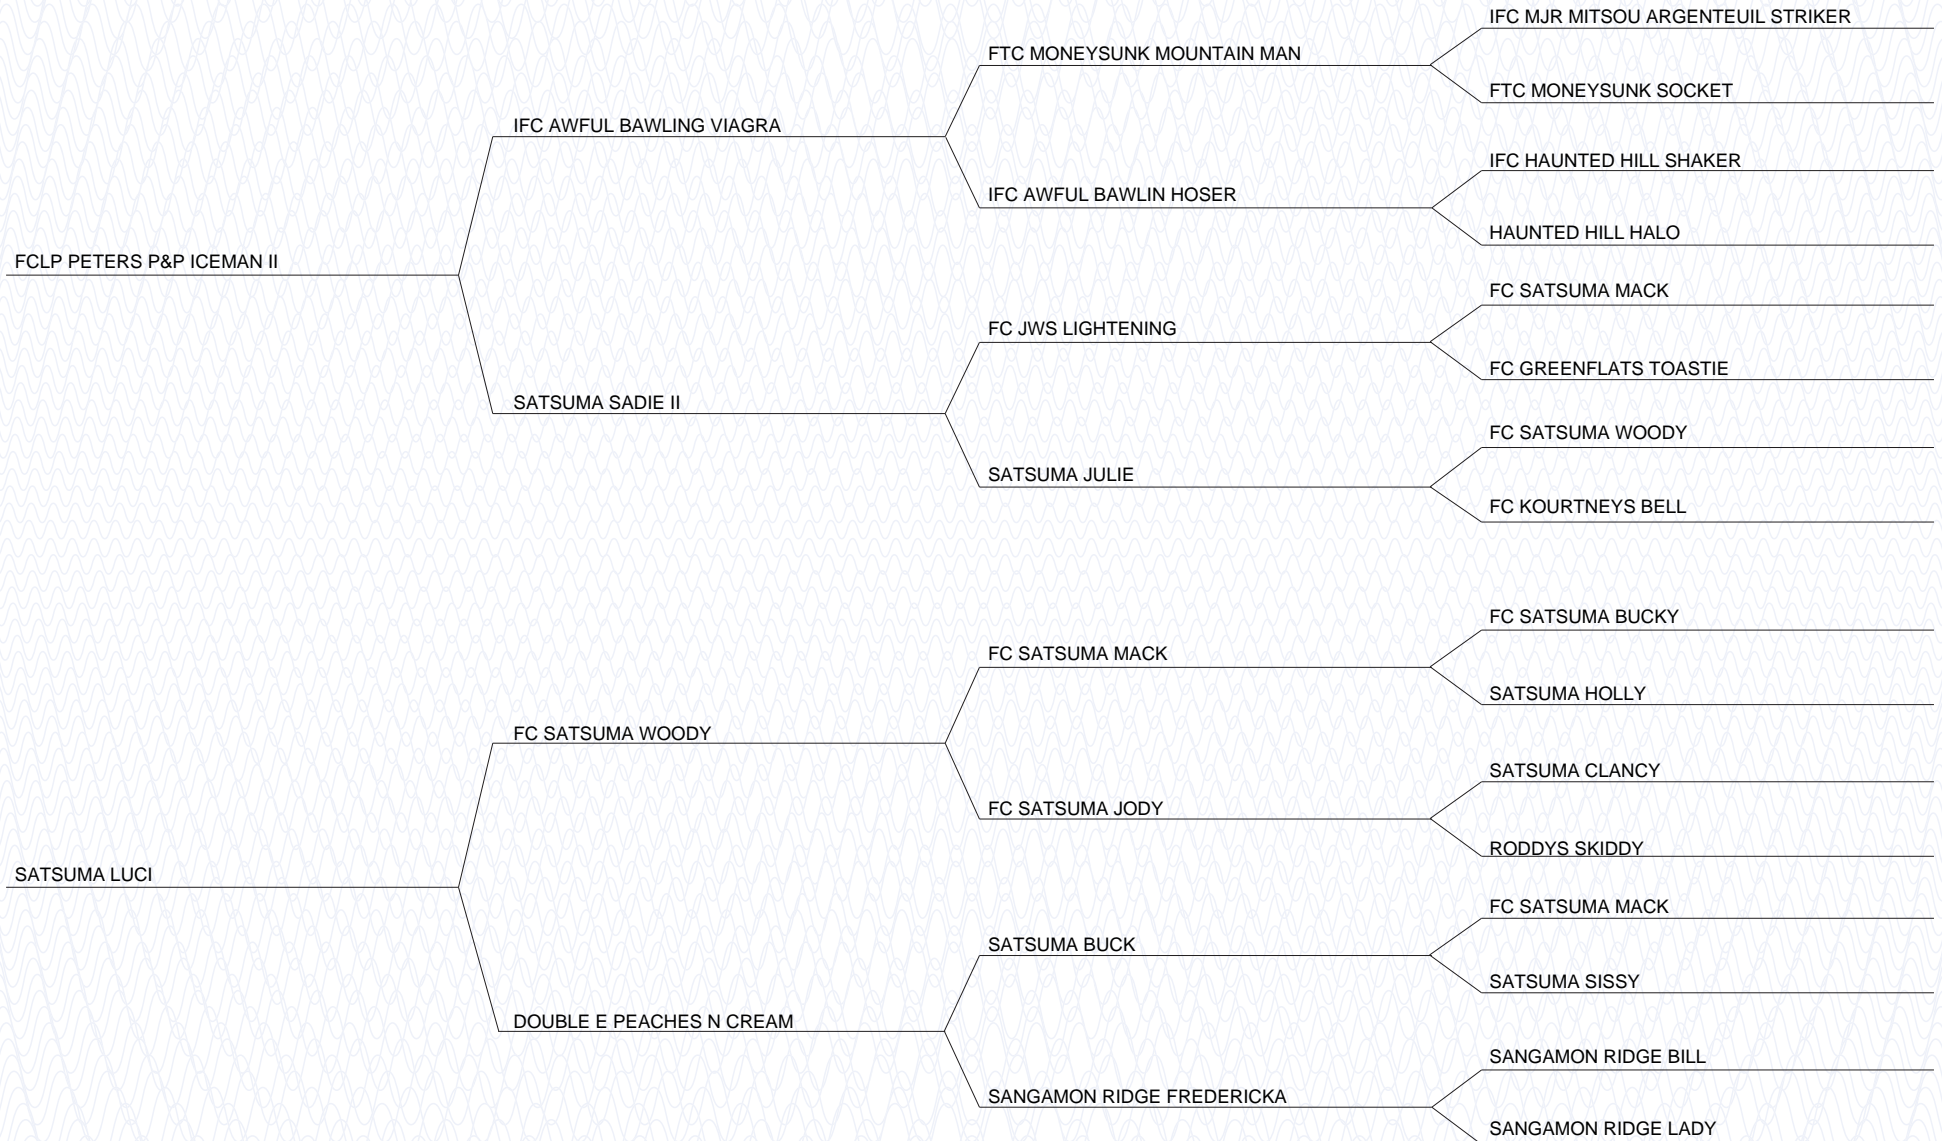 IFC MJR MITSOU ARGENTEUIL STRIKER
FTC MONEYSUNK MOUNTAIN MAN
FTC MONEYSUNK SOCKET
IFC AWFUL BAWLING VIAGRA
IFC HAUNTED HILL SHAKER
IFC AWFUL BAWLIN HOSER
HAUNTED HILL HALO
FCLP PETERS P&P ICEMAN II
FC SATSUMA MACK
FC JWS LIGHTENING
FC GREENFLATS TOASTIE
SATSUMA SADIE II
FC SATSUMA WOODY
SATSUMA JULIE
FC KOURTNEYS BELL
FC SATSUMA BUCKY
FC SATSUMA MACK
SATSUMA HOLLY
FC SATSUMA WOODY
SATSUMA CLANCY
FC SATSUMA JODY
RODDYS SKIDDY
SATSUMA LUCI
FC SATSUMA MACK
SATSUMA BUCK
SATSUMA SISSY
DOUBLE E PEACHES N CREAM
SANGAMON RIDGE BILL
SANGAMON RIDGE FREDERICKA
SANGAMON RIDGE LADY